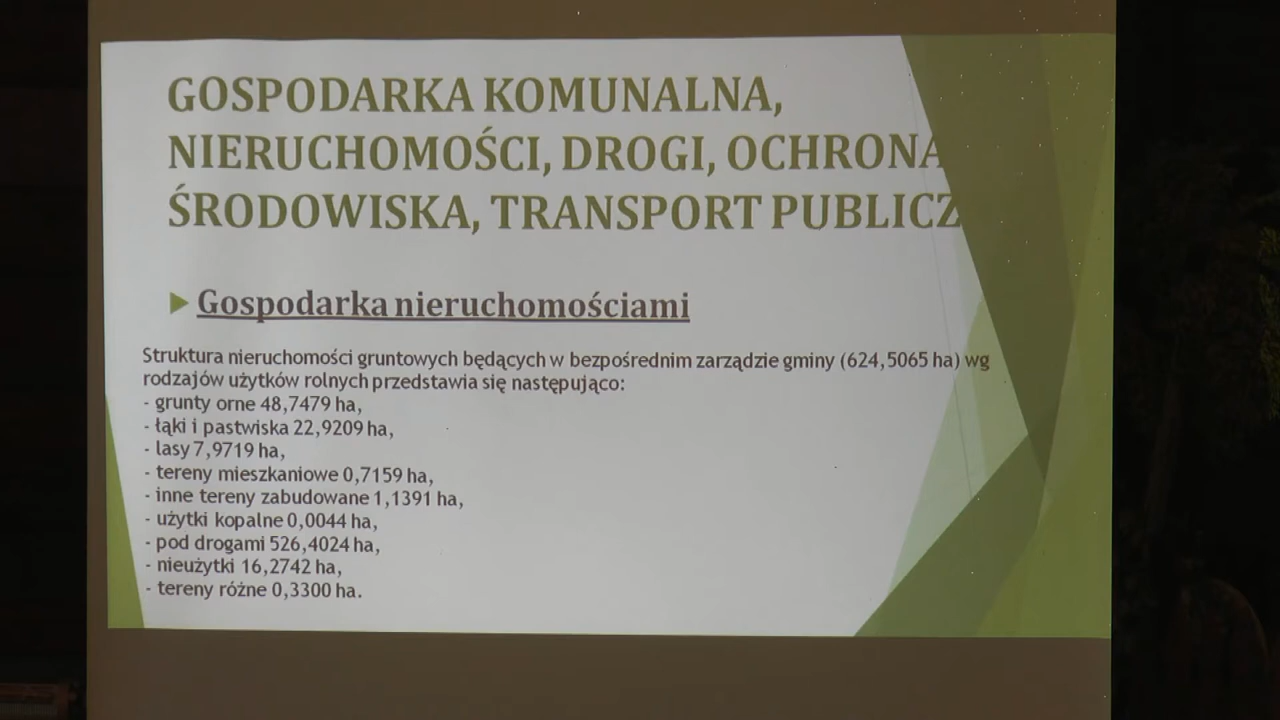 GOSPODARKA KOMUNALNA,
NIERUCHOMOŚCI, DROGI, OCHRONA
ŚRODOWISKA, TRANSPORT PUBLICZ
Gospodarka nieruchomościami
Struktura nieruchomości gruntowych będących w bezpośrednim zarządzie gminy (624,5065 ha) wg
rodzajów użytków rolnych przedstawia się następująco:
- grunty orne 48,7479 ha,
- łąki i pastwiska 22,9209 ha,
- lasy 7,9719 ha,
- tereny mieszkaniowe 0,7159 ha,
- inne tereny zabudowane 1,1391 ha,
- użytki kopalne 0,0044 ha,
- pod drogami 526,4024 ha,
- nieużytki 16,2742 ha,
- tereny różne 0,3300 ha.